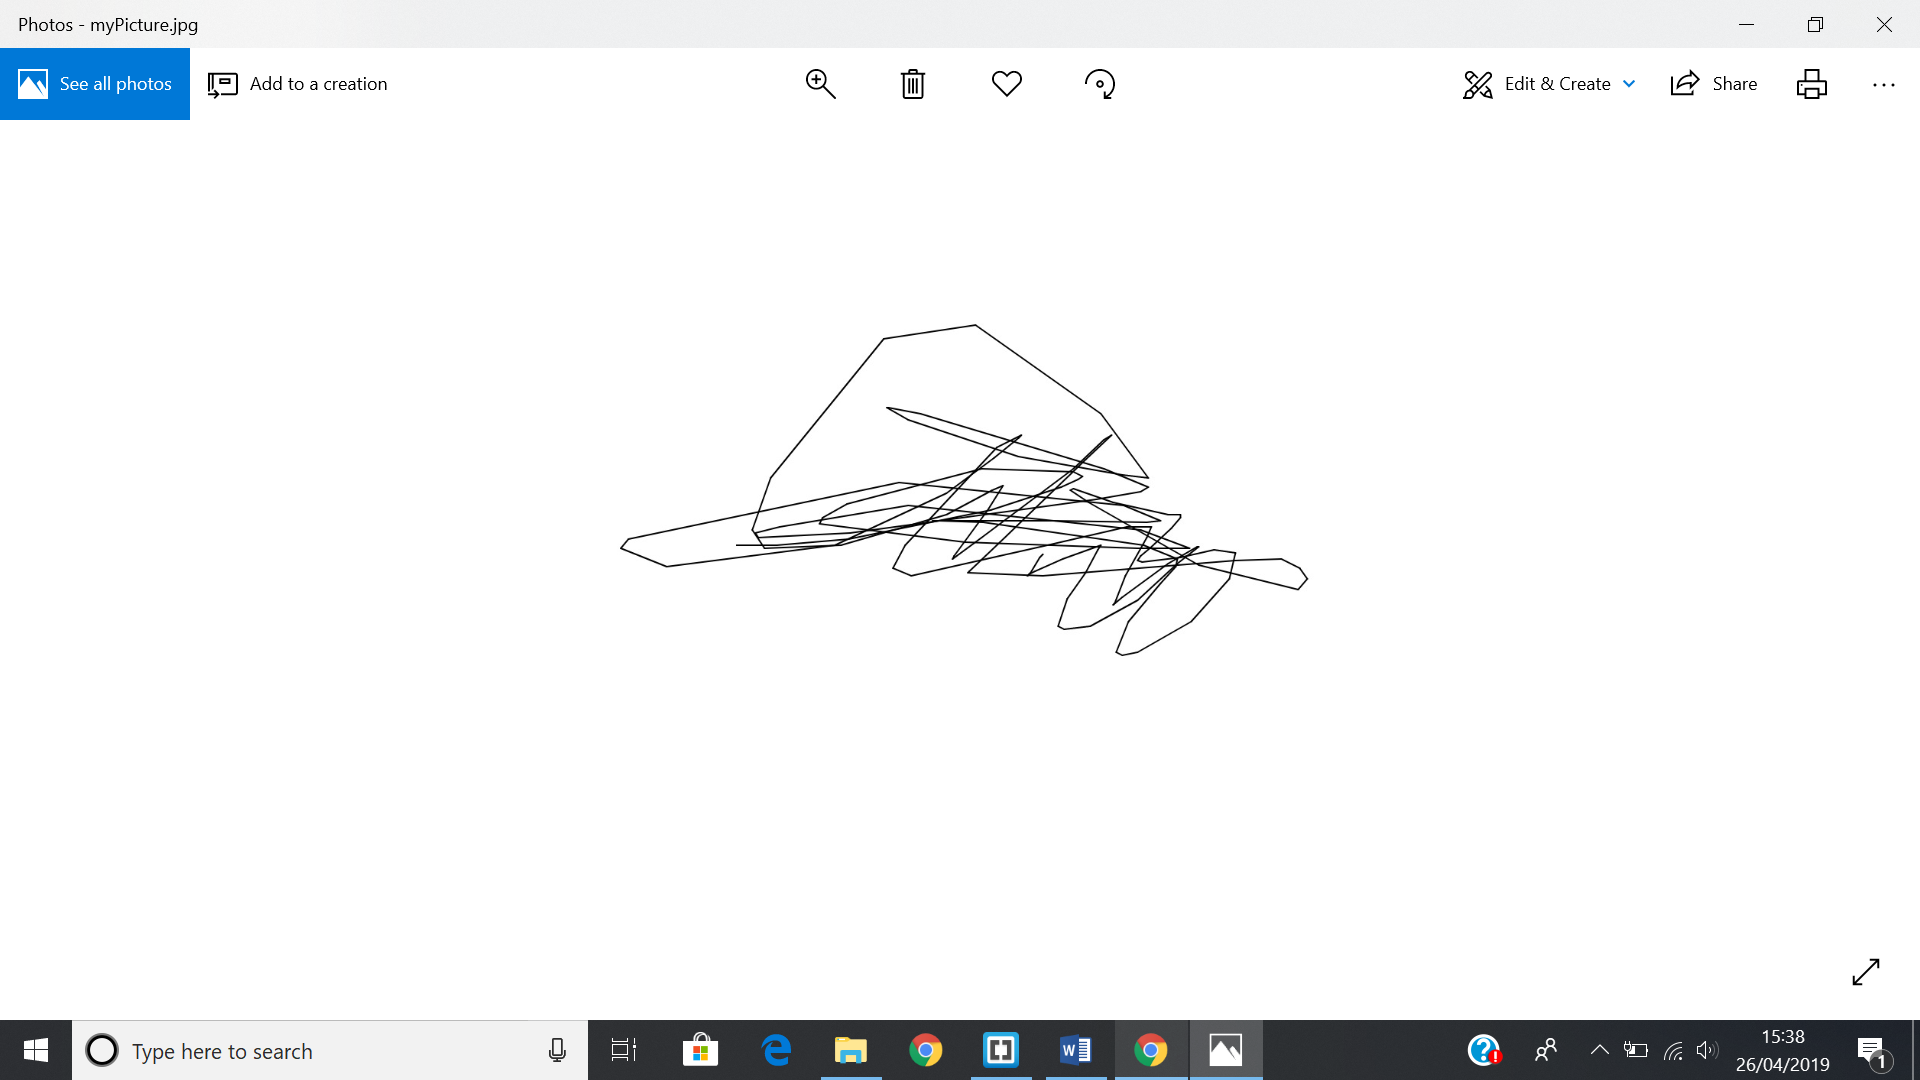 Photos - myPicture.jpg
See all photos
Add to a creation
Edit & Create
Share
Type here to search
15:38
26/04/2019
1